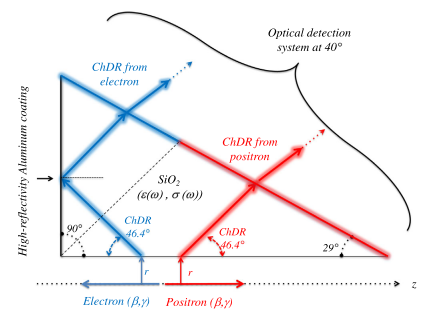 Optical detection
system at 40°
ChDR from
electron
ChDR from
positron
High-reflectivity Aluminum coating
SiO₂
(ε(ω) , σ (ω))
90°
ChDR
46.4°
ChDR
46.4°
29°
r
r
z
Electron (β,γ)
Positron (β,γ)